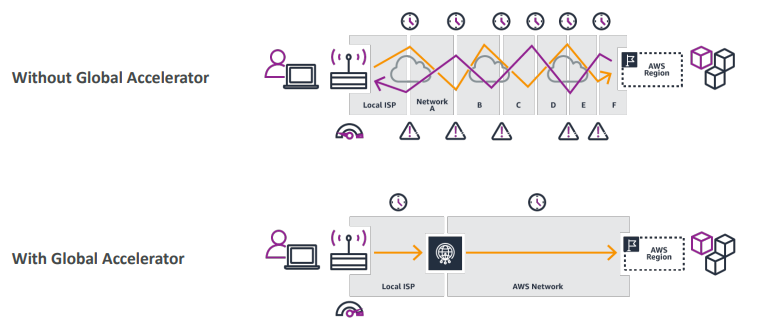 Without Global Accelerator
AWS
Region
Local ISP
Network
A
B
C
D
E
F
With Global Accelerator
AWS
Region
Local ISP
AWS Network